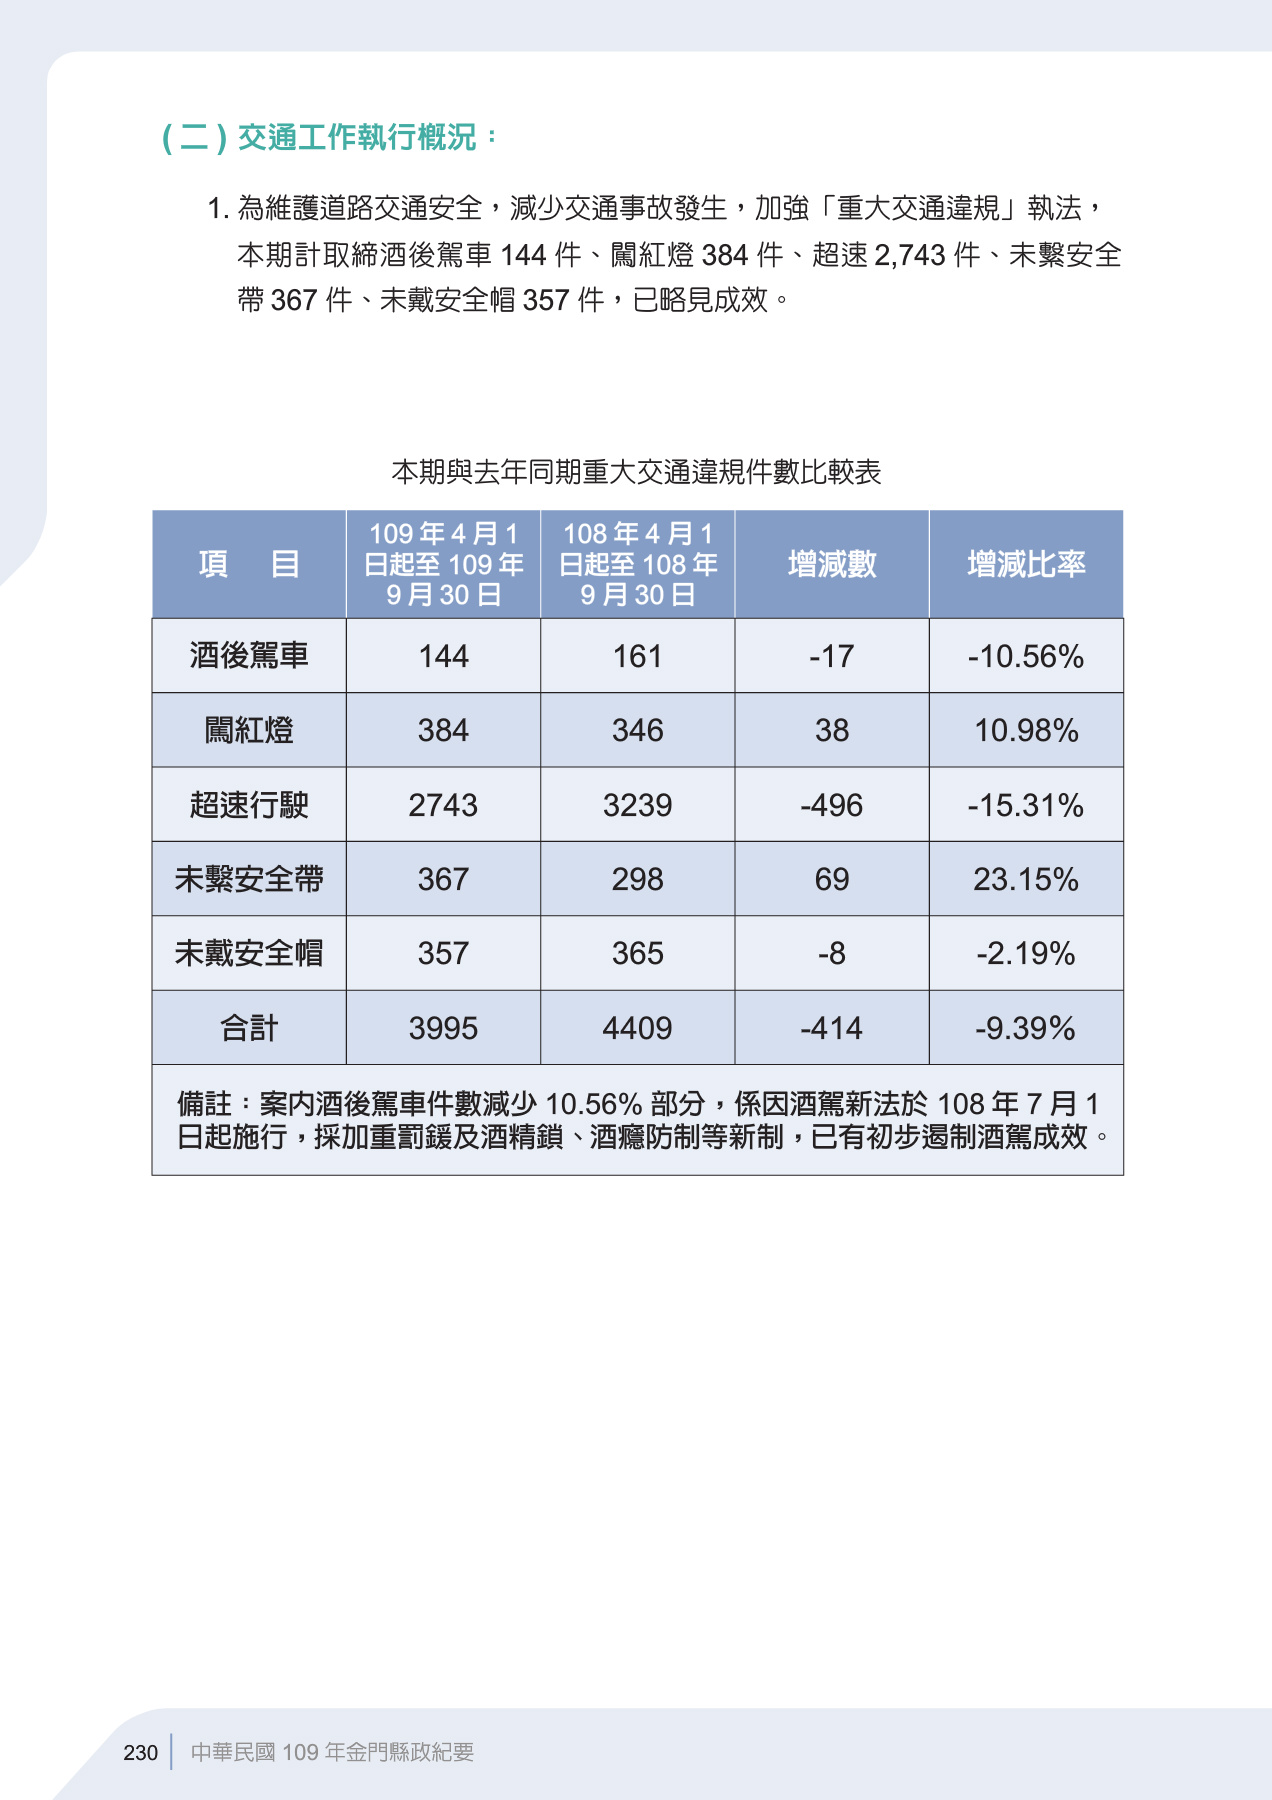 (二) 交通工作執行概況：
1. 為維護道路交通安全，減少交通事故發生，加強「重大交通違規」執法，
本期計取締酒後駕車 144 件、闖紅燈 384 件、超速 2,743 件、未繫安全
帶 367 件、未戴安全帽 357 件，已略見成效。
本期與去年同期重大交通違規件數比較表
項 目 109 年 4 月 1 日起至 109 年 9 月 30 日 108 年 4 月 1 日起至 108 年 9 月 30 日 增減數 增減比率
酒後駕車 144 161 -17 -10.56%
闖紅燈 384 346 38 10.98%
超速行駛 2743 3239 -496 -15.31%
未繫安全帶 367 298 69 23.15%
未戴安全帽 357 365 -8 -2.19%
合計 3995 4409 -414 -9.39%
備註：案內酒後駕車件數減少 10.56% 部分，係因酒駕新法於 108 年 7 月 1
日起施行，採加重罰鍰及酒精鎖、酒癮防制等新制，已有初步遏制酒駕成效。
230 中華民國 109 年金門縣政紀要